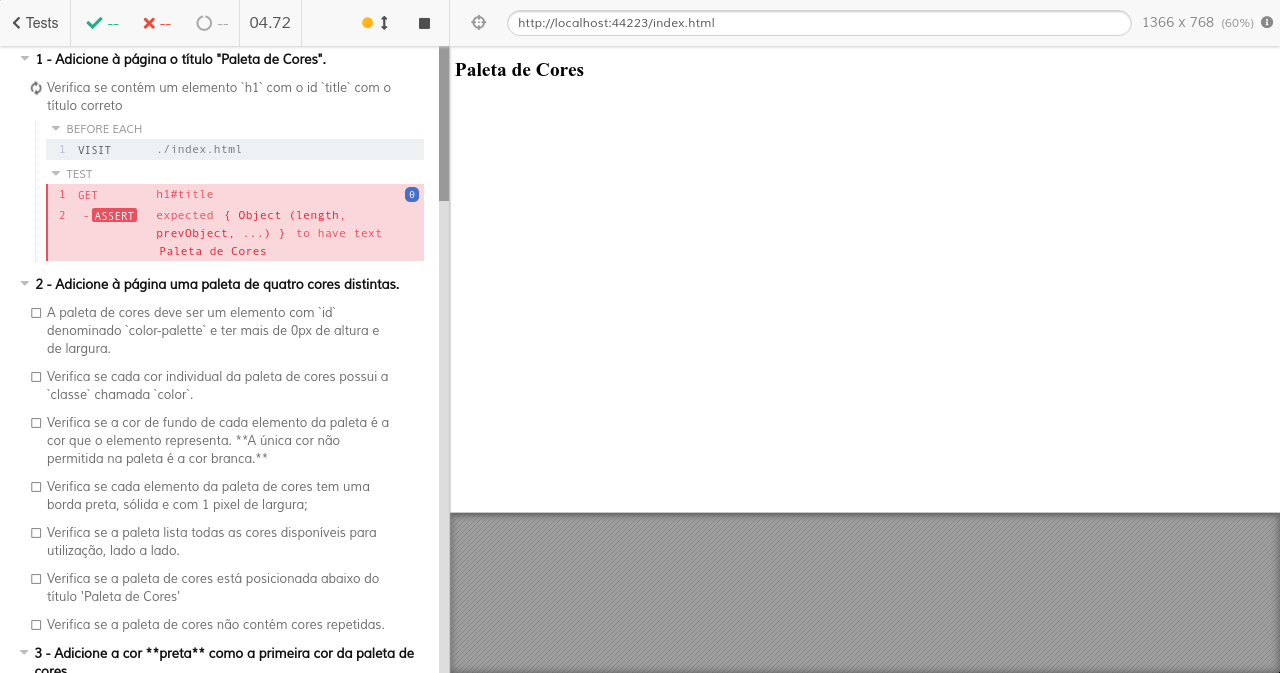 Tests -- -- -- 04.72 http://localhost:44223/index.html 1366 x 768 (60%)
1 - Adicione à página o título "Paleta de Cores".
Verifica se contém um elemento `h1` com o id `title` com o
título correto
BEFORE EACH
1 VISIT ./index.html
TEST
1 GET h1#title 0
2 -ASSERT expected { Object (length,
prevObject, ...) } to have text
Paleta de Cores
2 - Adicione à página uma paleta de quatro cores distintas.
A paleta de cores deve ser um elemento com `id`
denominado `color-palette` e ter mais de 0px de altura e
de largura.
Verifica se cada cor individual da paleta de cores possui a
`classe` chamada `color`.
Verifica se a cor de fundo de cada elemento da paleta é a
cor que o elemento representa. **A única cor não
permitida na paleta é a cor branca.**
Verifica se cada elemento da paleta de cores tem uma
borda preta, sólida e com 1 pixel de largura;
Verifica se a paleta lista todas as cores disponíveis para
utilização, lado a lado.
Verifica se a paleta de cores está posicionada abaixo do
título 'Paleta de Cores'
Verifica se a paleta de cores não contém cores repetidas.
3 - Adicione a cor **preta** como a primeira cor da paleta de
cores
Paleta de Cores